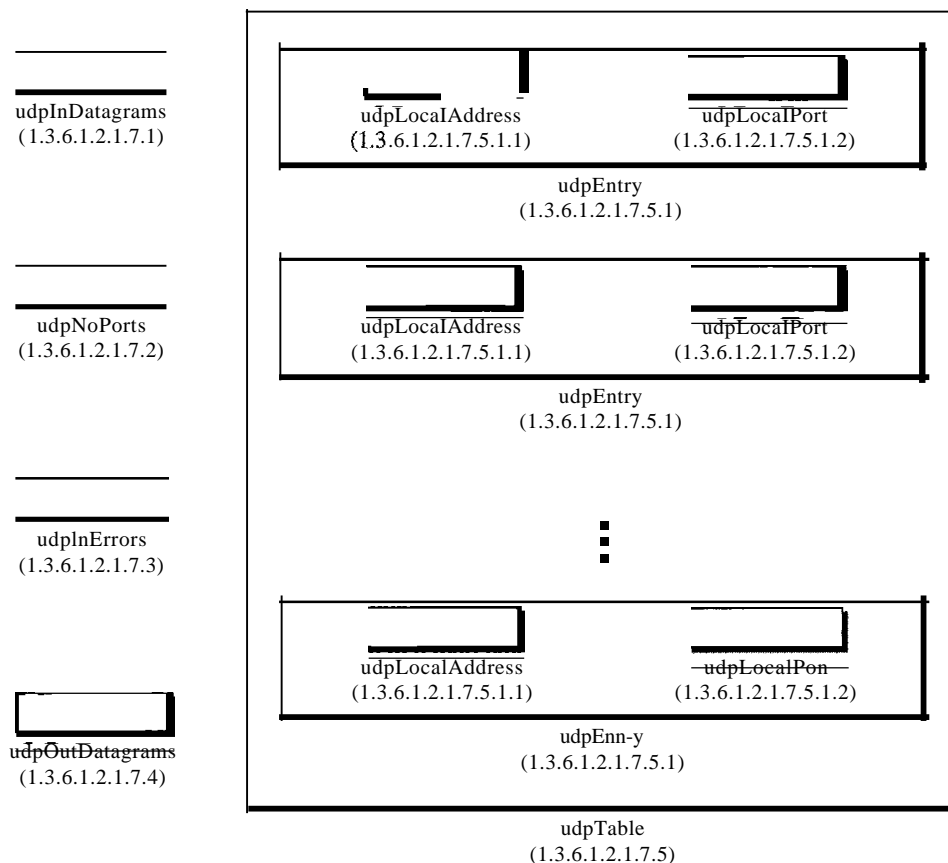 udpInDatagrams
(1.3.6.1.2.1.7.1)
udpNoPorts
(1.3.6.1.2.1.7.2)
udplnErrors
(1.3.6.1.2.1.7.3)
udpOutDatagrams
(1.3.6.1.2.1.7.4)
udpLocaIAddress
(1.3.6.1.2.1.7.5.1.1)
udpLocaIPort
(1.3.6.1.2.1.7.5.1.2)
udpEntry
(1.3.6.1.2.1.7.5.1)
udpLocaIAddress
(1.3.6.1.2.1.7.5.1.1)
udpLocaIPort
(1.3.6.1.2.1.7.5.1.2)
udpEntry
(1.3.6.1.2.1.7.5.1)
udpLocalAddress
(1.3.6.1.2.1.7.5.1.1)
udpLocalPon
(1.3.6.1.2.1.7.5.1.2)
udpEnn-y
(1.3.6.1.2.1.7.5.1)
udpTable
(1.3.6.1.2.1.7.5)